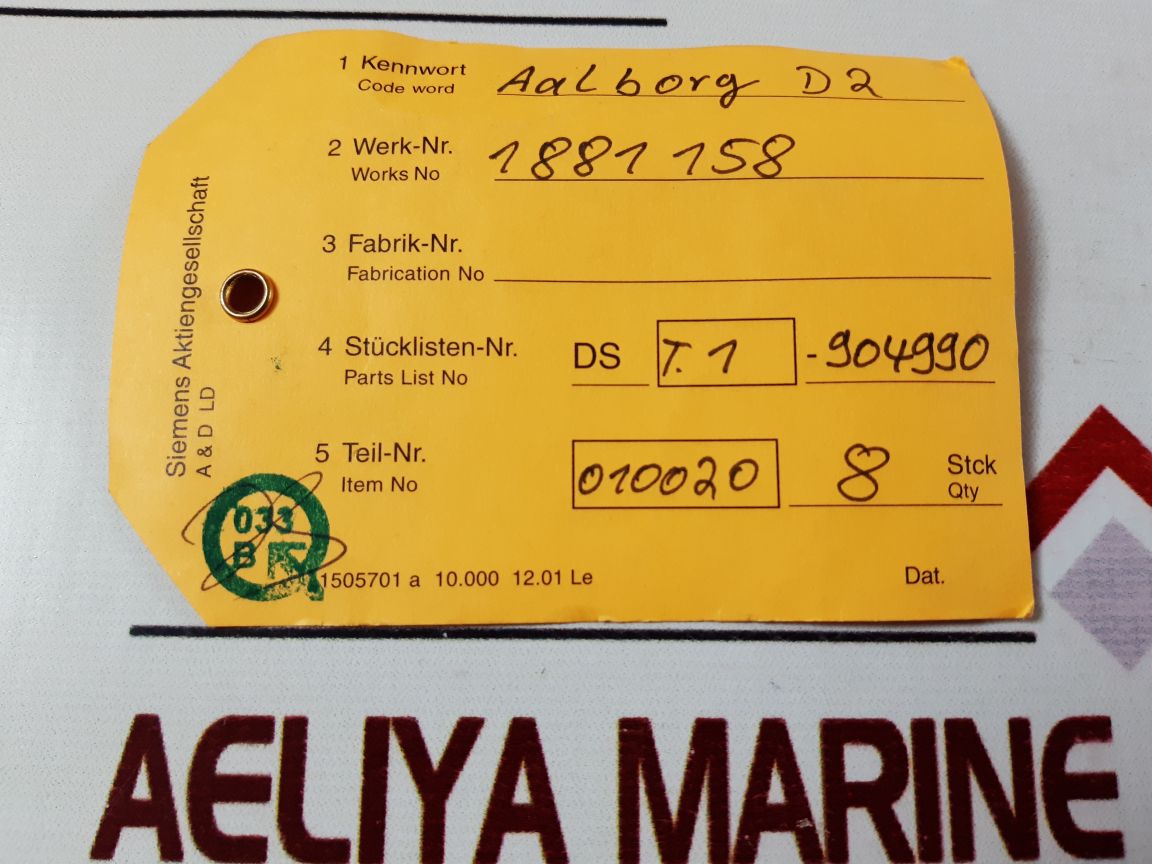 1 Kennwort Aalborg D2
Code word
2 Werk-Nr. 1881 158
Works No
3 Fabrik-Nr.
Fabrication No
4 Stücklisten-Nr. DS T.1 -904990
Parts List No
5 Teil-Nr. 010020 8 Stck
Item No Qty
1505701 a 10.000 12.01 Le Dat.
Siemens Aktiengesellschaft
A & D LD
033
B
AELIYA MARINE